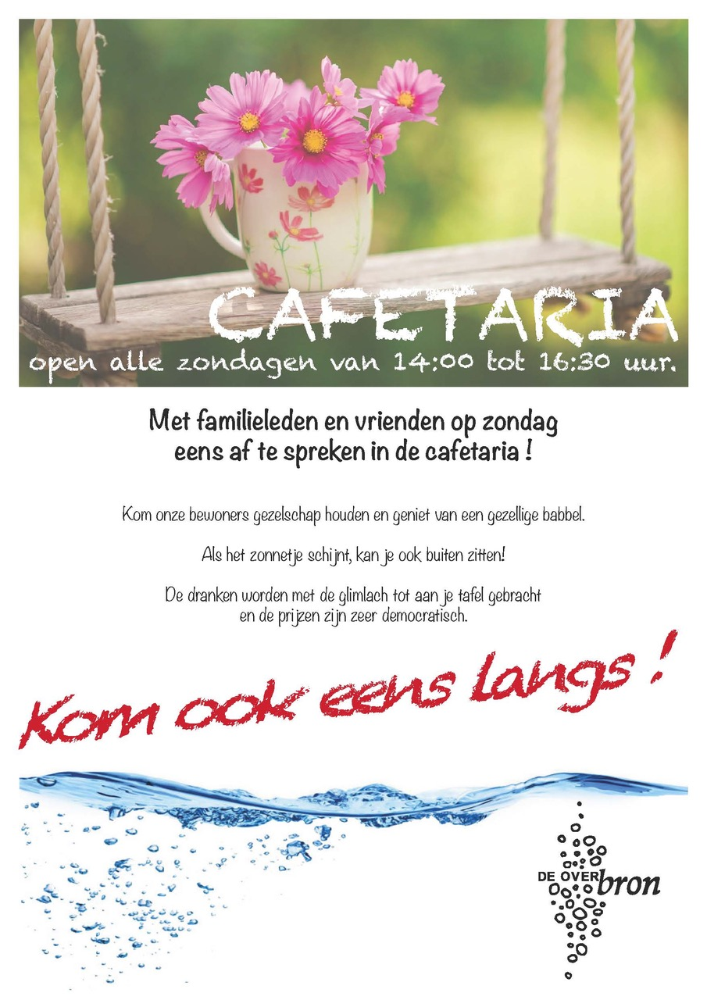 CAFETARIA
open alle zondagen van 14:00 tot 16:30 uur.
Met familieleden en vrienden op zondag
eens af te spreken in de cafetaria !
Kom onze bewoners gezelschap houden en geniet van een gezellige babbel.
Als het zonnetje schijnt, kan je ook buiten zitten!
De dranken worden met de glimlach tot aan je tafel gebracht
en de prijzen zijn zeer democratisch.
Kom ook eens langs !
DE OVERbron